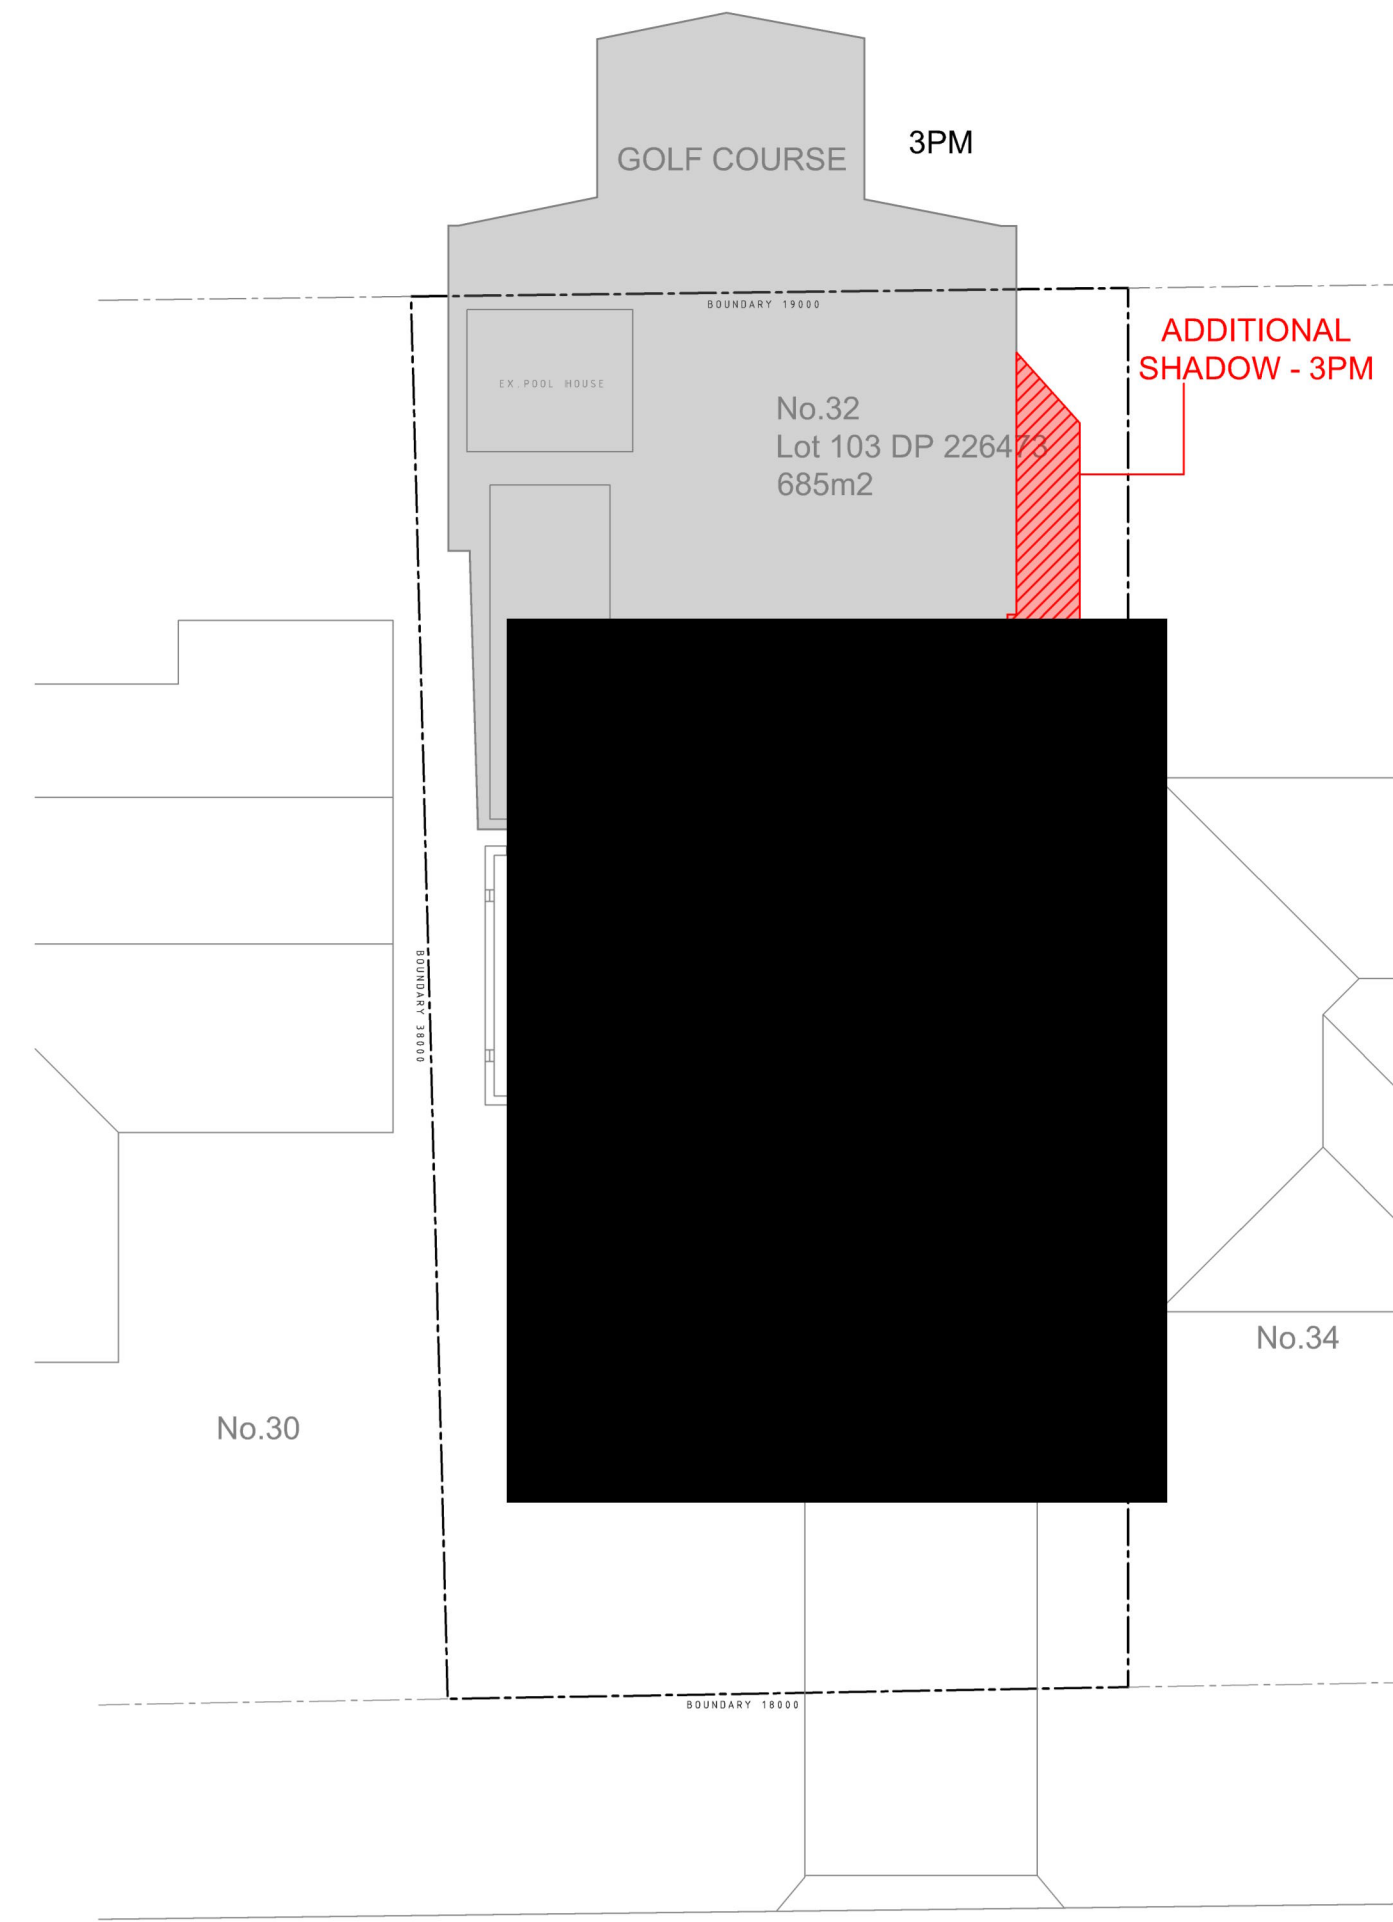 3PM
GOLF COURSE
BOUNDARY 19000
ADDITIONAL
SHADOW - 3PM
EX.POOL HOUSE
No.32
Lot 103 DP 226473
685m2
BOUNDARY 38000
No.34
No.30
BOUNDARY 18000